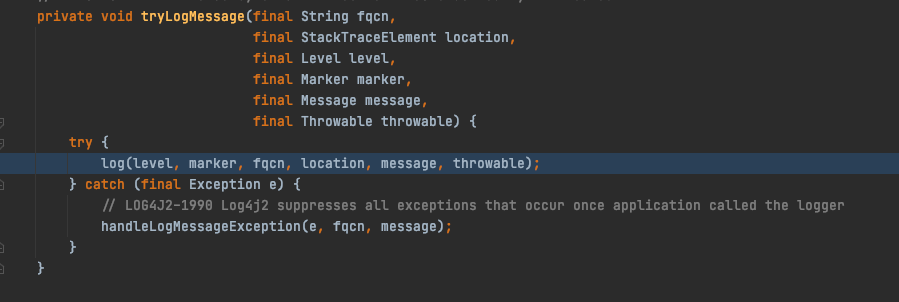 private void tryLogMessage(final String fqcn,
final StackTraceElement location,
final Level level,
final Marker marker,
final Message message,
final Throwable throwable) {
try {
log(level, marker, fqcn, location, message, throwable);
} catch (final Exception e) {
// LOG4J2-1990 Log4j2 suppresses all exceptions that occur once application called the logger
handleLogMessageException(e, fqcn, message);
}
}